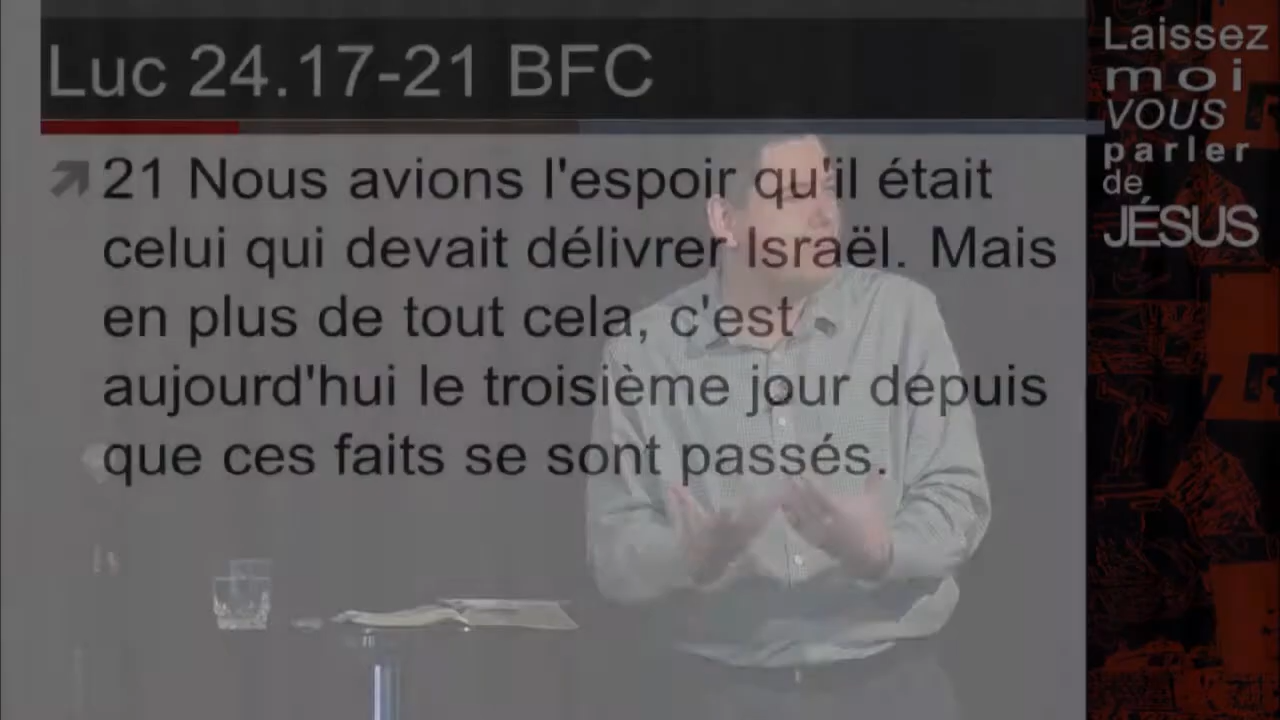 Luc 24.17-21 BFC
21 Nous avions l'espoir qu'il était
celui qui devait délivrer Israël. Mais
en plus de tout cela, c'est
aujourd'hui le troisième jour depuis
que ces faits se sont passés.
Laissez
moi
VOUS
parler
de
JÉSUS